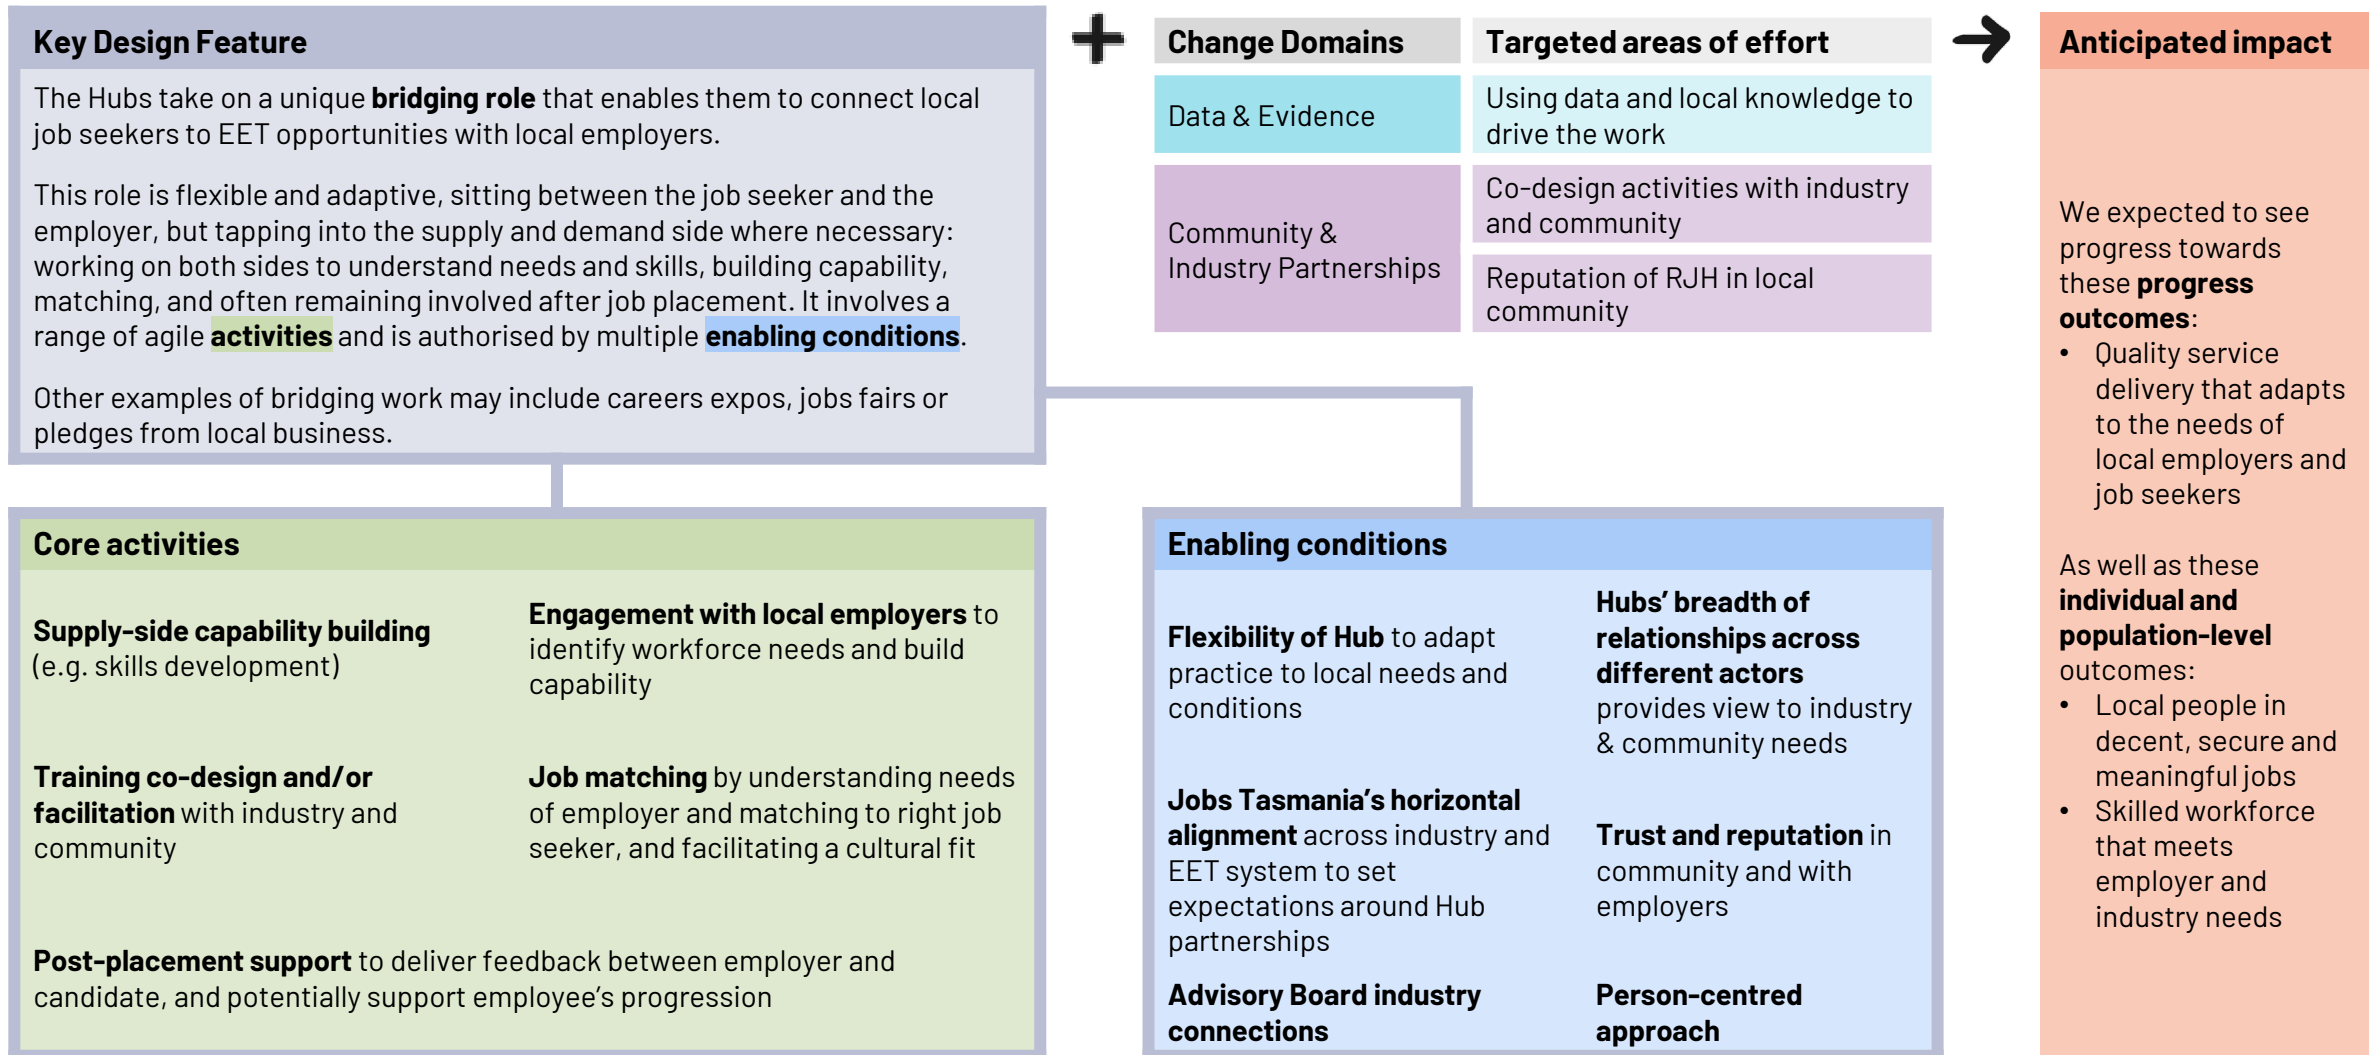 Key Design Feature
The Hubs take on a unique bridging role that enables them to connect local
job seekers to EET opportunities with local employers.
This role is flexible and adaptive, sitting between the job seeker and the
employer, but tapping into the supply and demand side where necessary:
working on both sides to understand needs and skills, building capability,
matching, and often remaining involved after job placement. It involves a
range of agile activities and is authorised by multiple enabling conditions.
Other examples of bridging work may include careers expos, jobs fairs or
pledges from local business.
Change Domains
Targeted areas of effort
Data & Evidence
Using data and local knowledge to
drive the work
Community &
Industry Partnerships
Co-design activities with industry
and community
Reputation of RJH in local
community
Core activities
Supply-side capability building
(e.g. skills development)
Engagement with local employers to
identify workforce needs and build
capability
Training co-design and/or
facilitation with industry and
community
Job matching by understanding needs
of employer and matching to right job
seeker, and facilitating a cultural fit
Post-placement support to deliver feedback between employer and
candidate, and potentially support employee's progression
Enabling conditions
Flexibility of Hub to adapt
practice to local needs and
conditions
Hubs' breadth of
relationships across
different actors
provides view to industry
& community needs
Jobs Tasmania's horizontal
alignment across industry and
EET system to set
expectations around Hub
partnerships
Trust and reputation in
community and with
employers
Advisory Board industry
connections
Person-centred
approach
Anticipated impact
We expected to see
progress towards
these progress
outcomes:
• Quality service
delivery that adapts
to the needs of
local employers and
job seekers
As well as these
individual and
population-level
outcomes:
• Local people in
decent, secure and
meaningful jobs
• Skilled workforce
that meets
employer and
industry needs